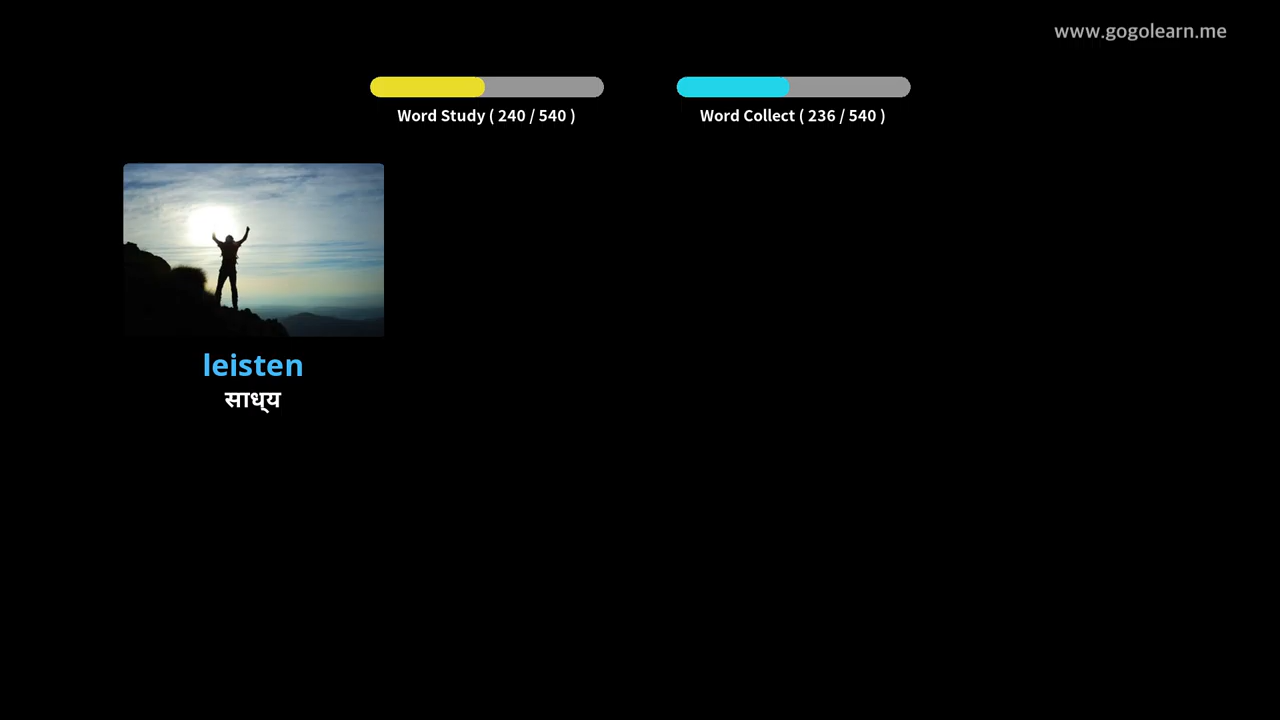 www.gogolearn.me
Word Study ( 240 / 540 )
Word Collect ( 236 / 540 )
leisten
साध्य